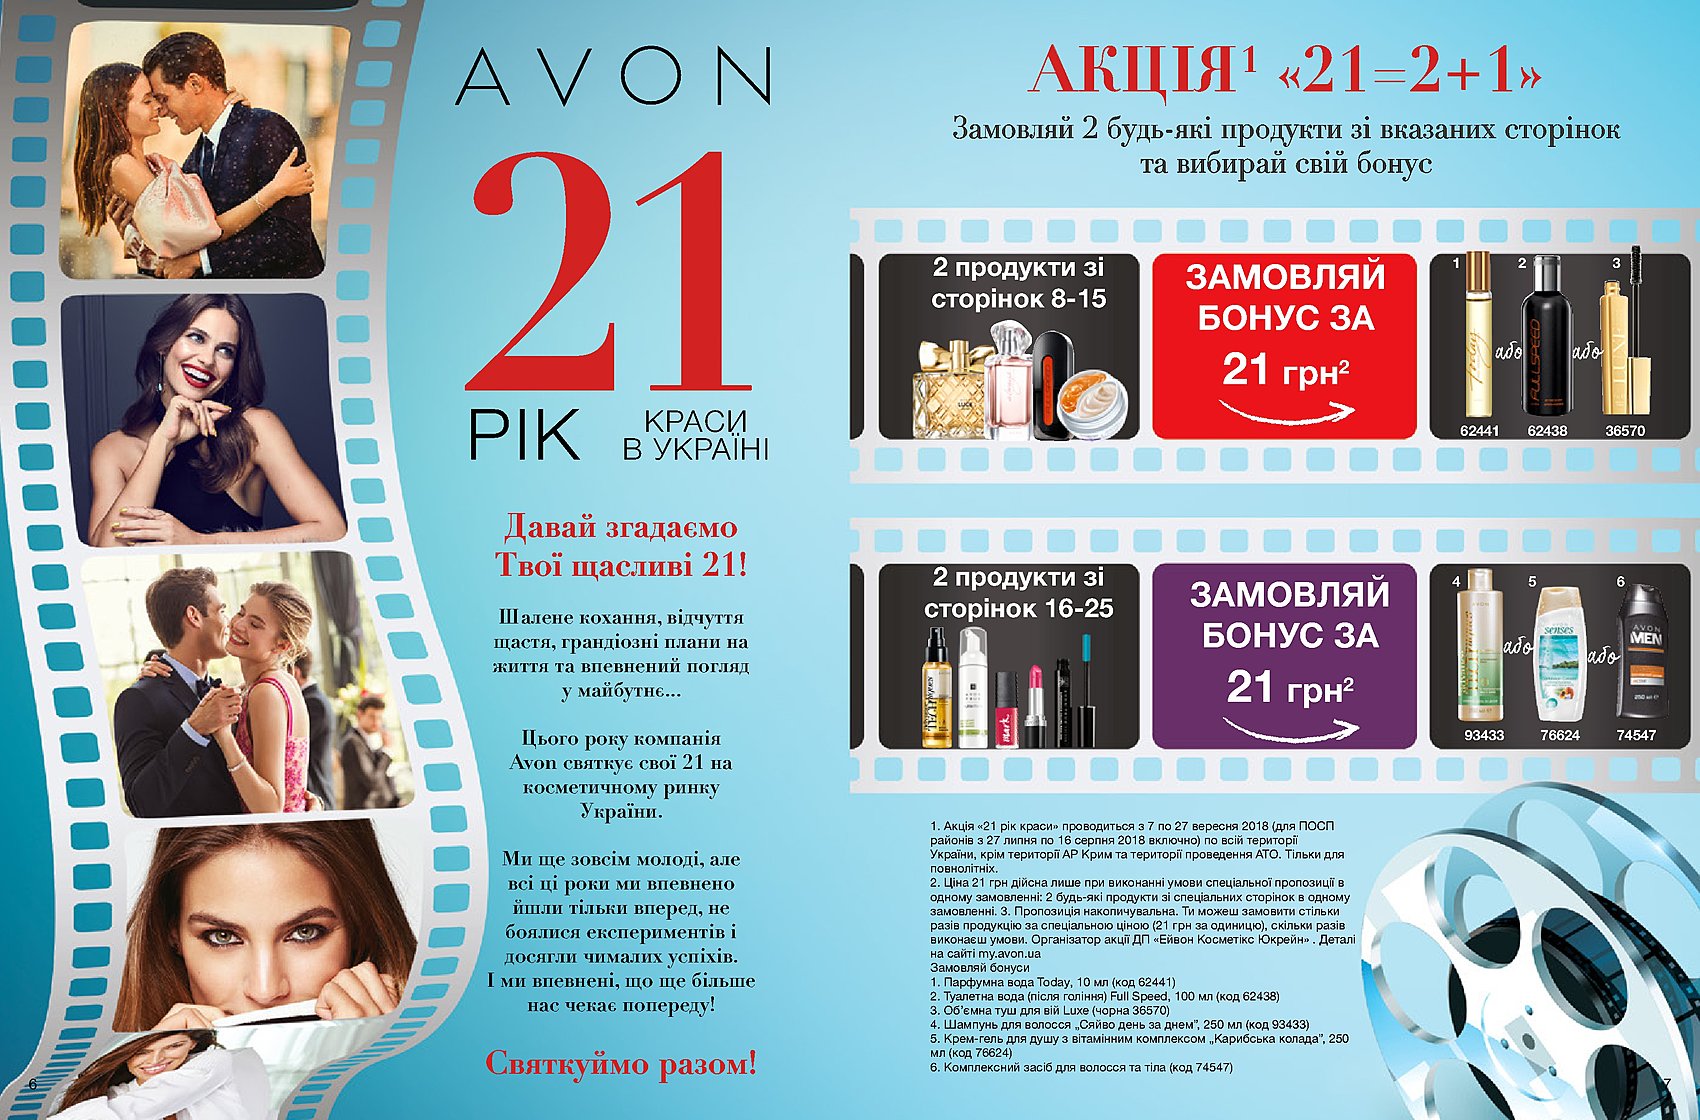 AVON
21
РІК
КРАСИ
В УКРАЇНІ
Давай згадаємо
Твої щасливі 21!
Шалене кохання, відчуття
щастя, грандіозні плани на
життя та впевнений погляд
у майбутнє...
Цього року компанія
Avon святкує свої 21 на
косметичному ринку
України.
Ми ще зовсім молоді, але
всі ці роки ми впевнено
йшли тільки вперед, не
боялися експериментів і
досягли чималих успіхів.
І ми впевнені, що ще більше
нас чекає попереду!
Святкуймо разом!
6
АКЦІЯ¹ «21=2+1»
Замовляй 2 будь-які продукти зі вказаних сторінок
та вибирай свій бонус
2 продукти зі
сторінок 8-15
ЗАМОВЛЯЙ
БОНУС ЗА
21 грн²
1 2 3
today
або
FULL SPEED
або
LUXE
62441 62438 36570
2 продукти зі
сторінок 16-25
mark.
ЗАМОВЛЯЙ
БОНУС ЗА
21 грн²
4 5 6
AVON
або
senses
або
AVON
MEN
93433 76624 74547
1. Акція «21 рік краси» проводиться з 7 по 27 вересня 2018 (для ПОСП
районів з 27 липня по 16 серпня 2018 включно) по всій території
України, крім території АР Крим та території проведення АТО. Тільки для
повнолітніх.
2. Ціна 21 грн дійсна лише при виконанні умови спеціальної пропозиції в
одному замовленні: 2 будь-які продукти зі спеціальних сторінок в одному
замовленні. 3. Пропозиція накопичувальна. Ти можеш замовити стільки
разів продукцію за спеціальною ціною (21 грн за одиницю), скільки разів
виконаєш умови. Організатор акції ДП «Ейвон Косметікс Юкрейн» . Деталі
на сайті my.avon.ua
Замовляй бонуси
1. Парфумна вода Today, 10 мл (код 62441)
2. Туалетна вода (після гоління) Full Speed, 100 мл (код 62438)
3. Об’ємна туш для вій Luxe (чорна 36570)
4. Шампунь для волосся „Сяйво день за днем”, 250 мл (код 93433)
5. Крем-гель для душу з вітамінним комплексом „Карибська колада”, 250
мл (код 76624)
6. Комплексний засіб для волосся та тіла (код 74547)
7